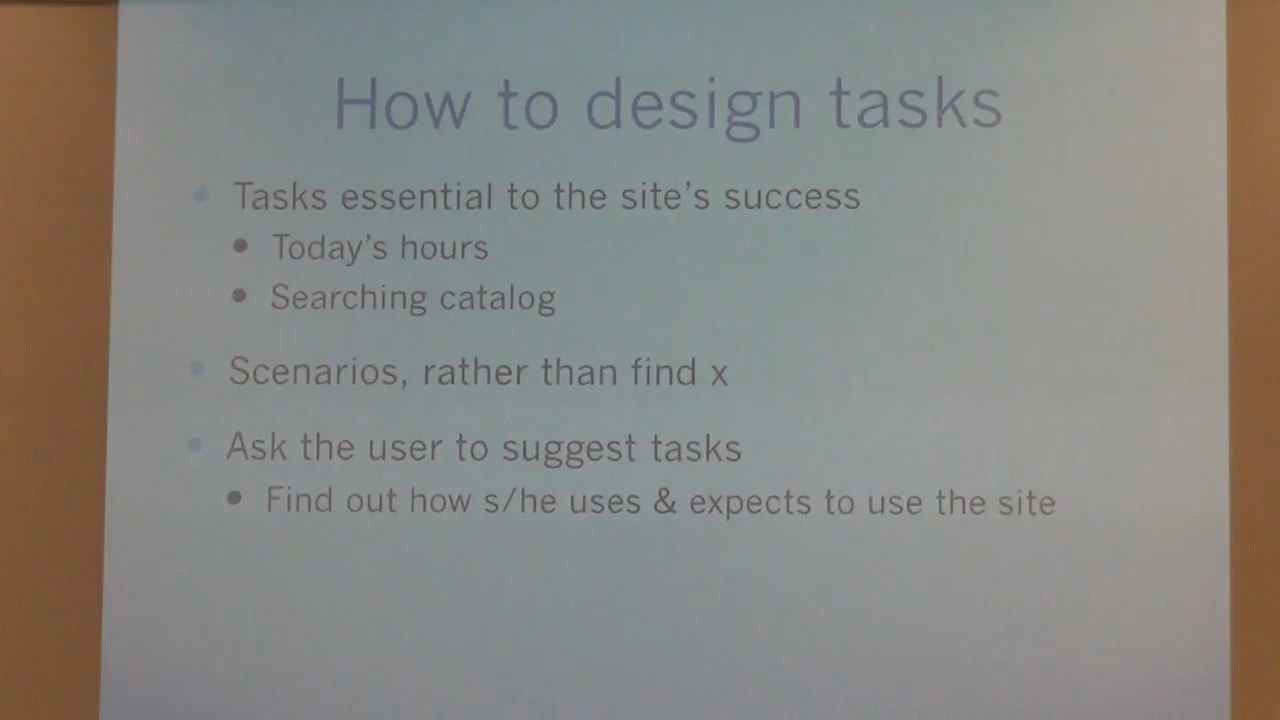 How to design tasks
• Tasks essential to the site’s success
• Today’s hours
• Searching catalog
• Scenarios, rather than find x
• Ask the user to suggest tasks
• Find out how s/he uses & expects to use the site